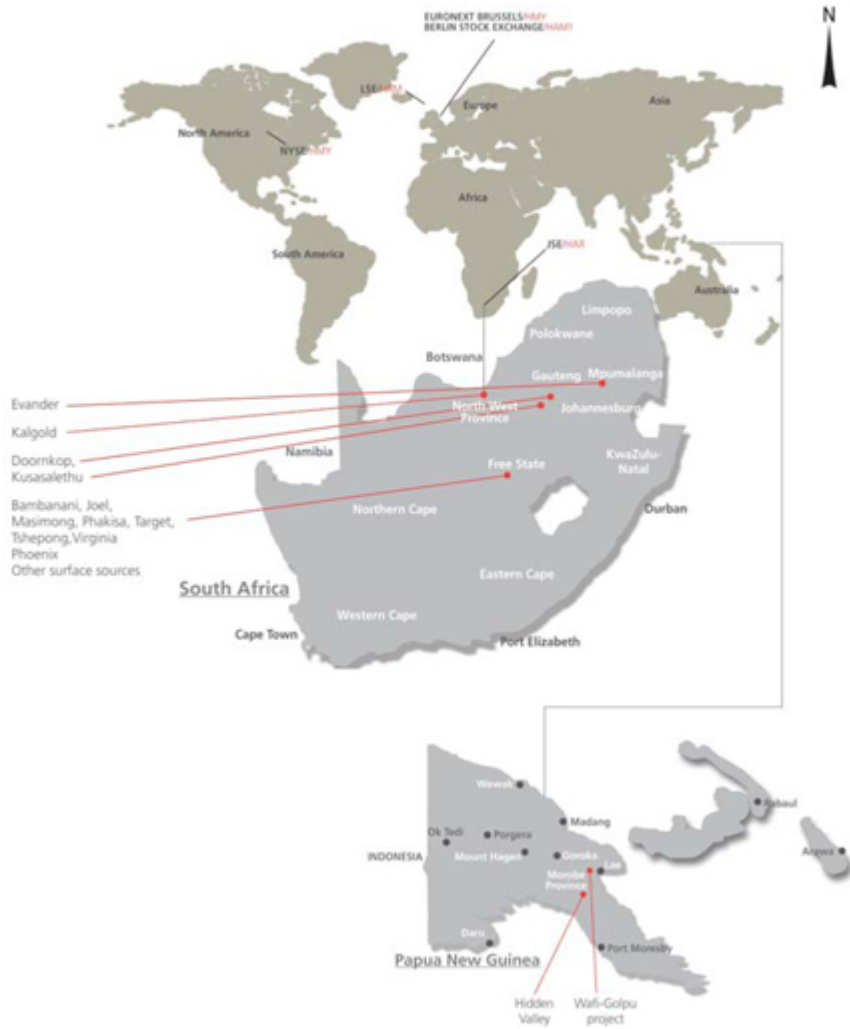 EURONEXT BRUSSELS/HMY
BERLIN STOCK EXCHANGE/HAM1
N
LSE/HRM
Europe
Asia
North America
NYSE/HMY
Africa
JSE/HAR
South America
Australia
Limpopo
Polokwane
Botswana
Gauteng
Mpumalanga
Evander
North West
Province
Johannesburg
Kalgold
Namibia
Doornkop,
Kusasalethu
KwaZulu-
Natal
Free State
Bambanani, Joel,
Masimong, Phakisa, Target,
Tshepong,Virginia
Phoenix
Other surface sources
Northern Cape
Durban
South Africa
Eastern Cape
Western Cape
Cape Town
Port Elizabeth
Wewak
Rabaul
Madang
Ok Tedi
Porgera
Arawa
INDONESIA
Mount Hagen
Goroka
Lae
Morobe
Province
Daru
Port Moresby
Papua New Guinea
Hidden
Valley
Wafi-Golpu
project